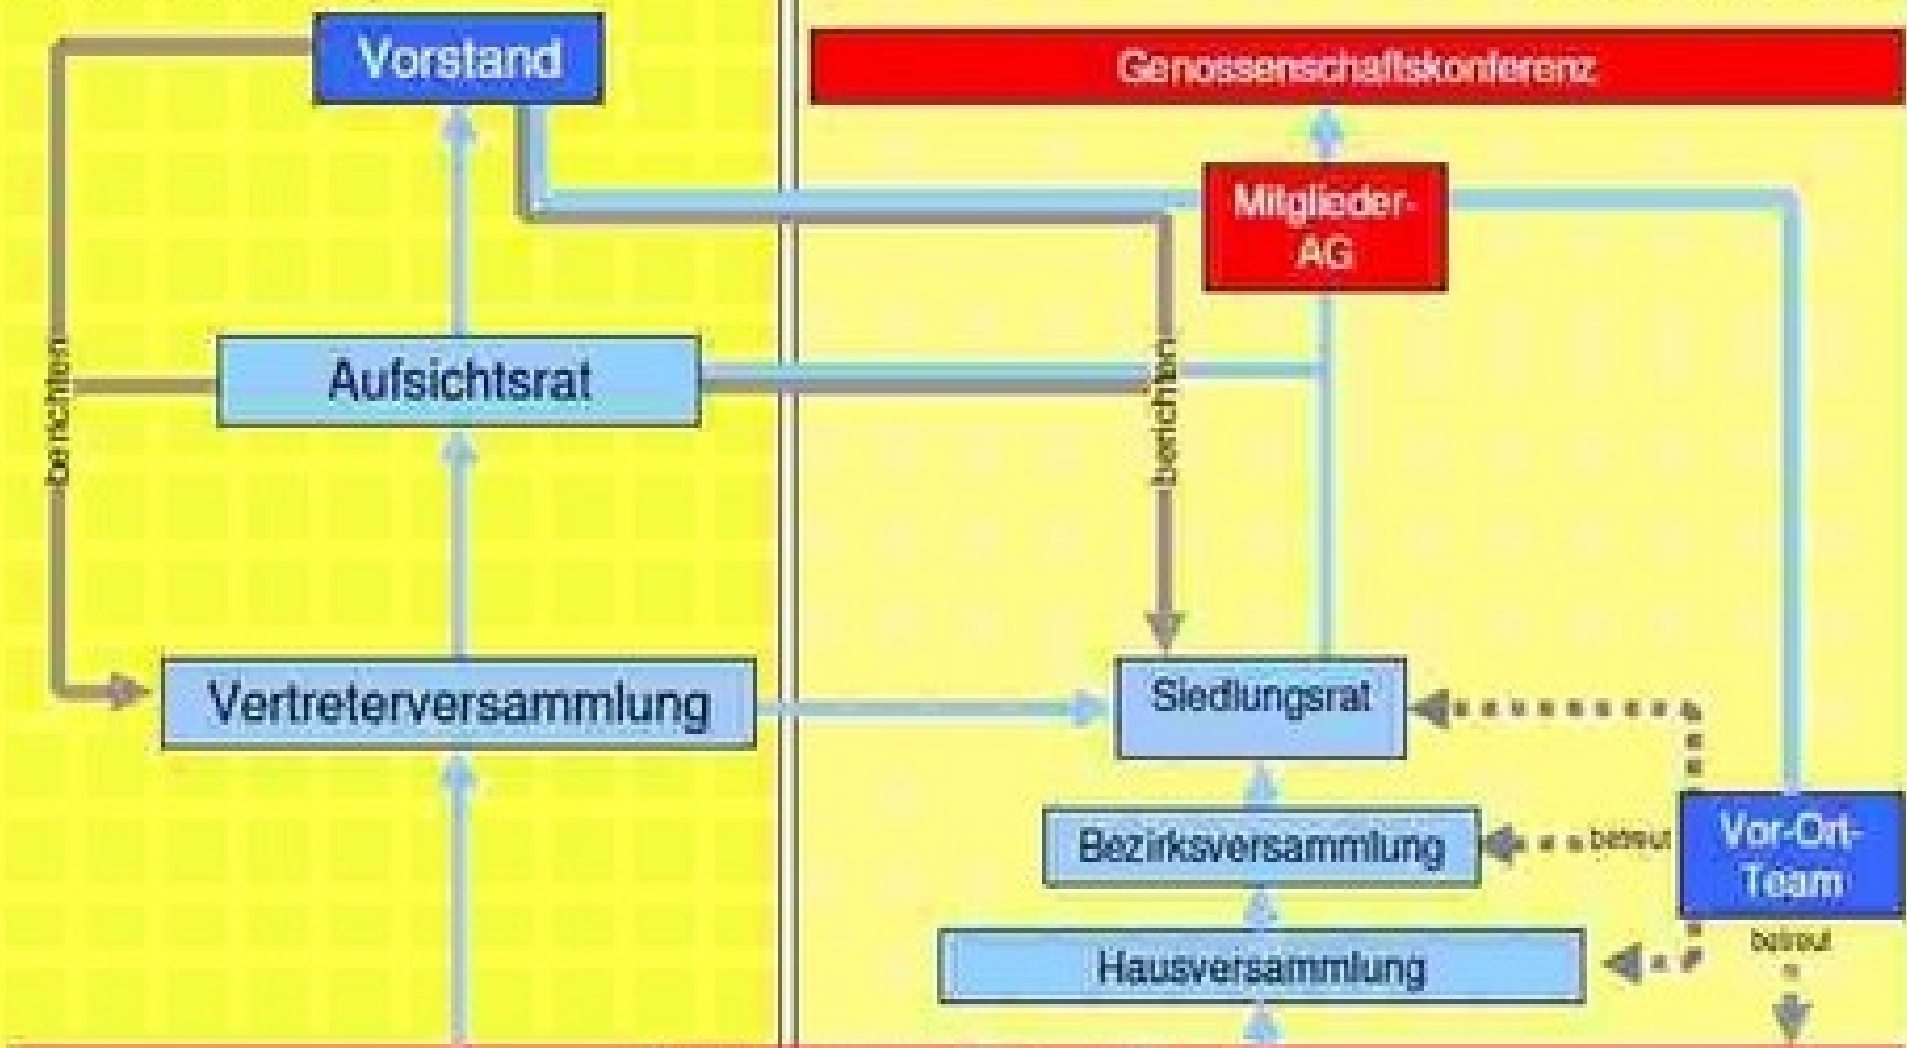 Vorstand
Genossenschaftskonferenz
Mitglieder-
AG
berichten
Aufsichtsrat
berichten
Vertreterversammlung
Siedlungsrat
Bezirksversammlung
betreut
Vor-Ort-
Team
betreut
Hausversammlung